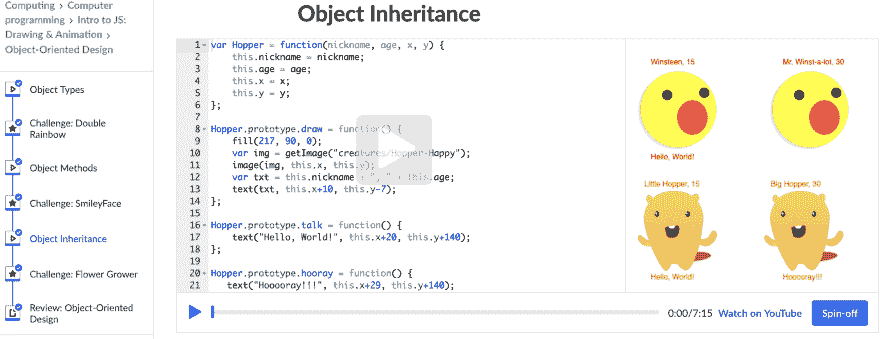 Computing › Computer
programming › Intro to JS:
Drawing & Animation ›
Object-Oriented Design
Object Types
Challenge: Double
Rainbow
Object Methods
Challenge: SmileyFace
Object Inheritance
Challenge: Flower Grower
Review: Object-Oriented
Design
Object Inheritance
1 var Hopper = function(nickname, age, x, y) {
2 this.nickname = nickname;
3 this.age = age;
4 this.x = x;
5 this.y = y;
6 };
7
8 Hopper.prototype.draw = function() {
9 fill(217, 90, 0);
10 var img = getImage("creatures/Hopper-Happy");
11 image(img, this.x, this.y);
12 var txt = this.nickname + ", " + this.age;
13 text(txt, this.x+10, this.y-7);
14 };
15
16 Hopper.prototype.talk = function() {
17 text("Hello, World!", this.x+20, this.y+140);
18 };
19
20 Hopper.prototype.hooray = function() {
21 text("Hooooray!!!", this.x+29, this.y+140);
Winsteen, 15
Mr. Winst-a-lot, 30
Hello, World!
Little Hopper, 15
Big Hopper, 30
Hello, World!
Hooooray!!!
0:00/7:15 Watch on YouTube Spin-off